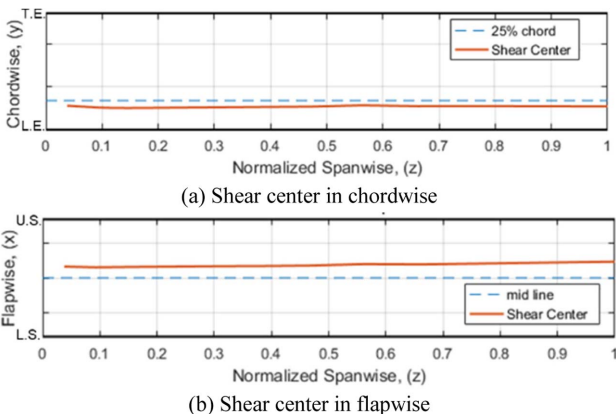 T.E.
25% chord
Shear Center
Chordwise, (y)
L.E.
0 0.1 0.2 0.3 0.4 0.5 0.6 0.7 0.8 0.9 1
Normalized Spanwise, (z)
(a) Shear center in chordwise
U.S.
Flapwise, (x)
mid line
Shear Center
L.S.
0 0.1 0.2 0.3 0.4 0.5 0.6 0.7 0.8 0.9 1
Normalized Spanwise, (z)
(b) Shear center in flapwise